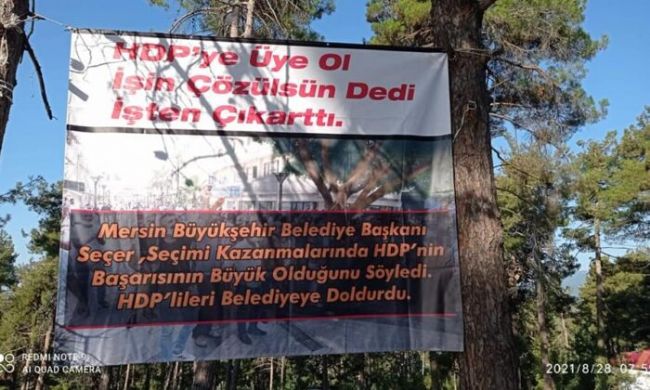 HDP'ye Üye Ol
İşin Çözülsün Dedi
İşten Çıkarttı.
Mersin Büyükşehir Belediye Başkanı
Seçer ,Seçimi Kazanmalarında HDP'nin
Başarısının Büyük Olduğunu Söyledi.
HDP'lileri Belediyeye Doldurdu.
REDMI NOTE
AI QUAD CAMERA
2021/8/28